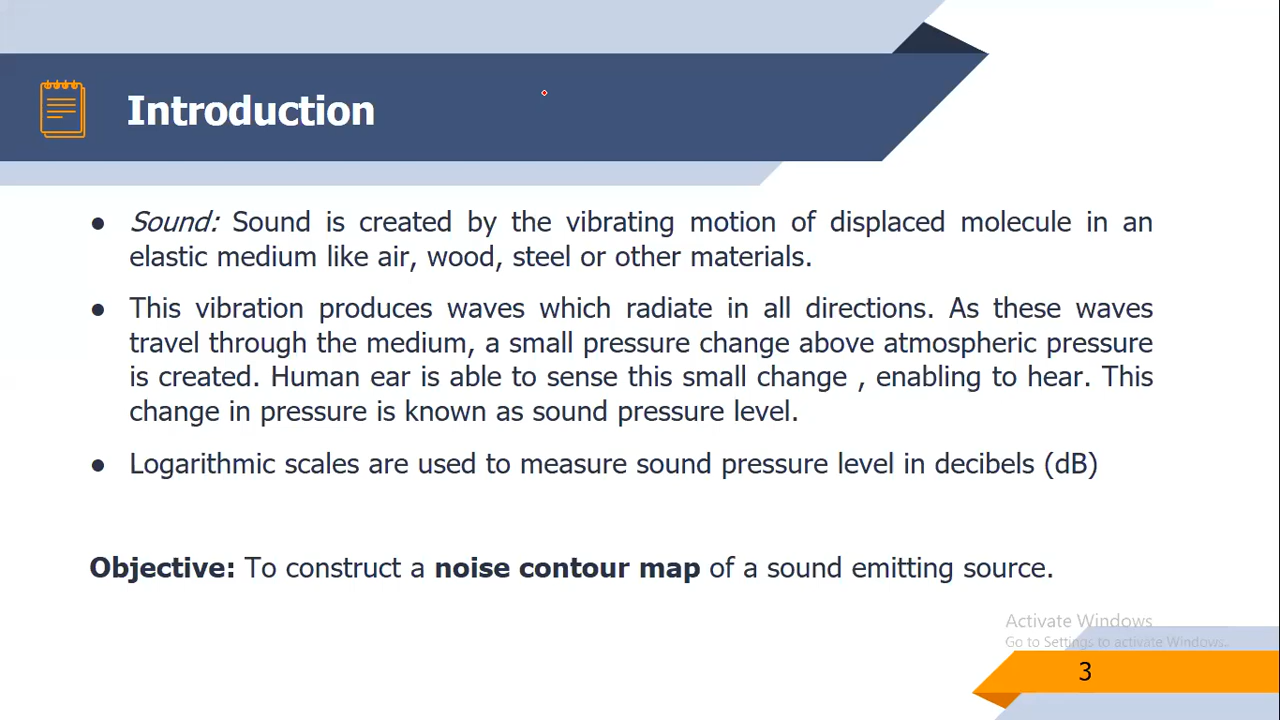 Introduction
● Sound: Sound is created by the vibrating motion of displaced molecule in an
elastic medium like air, wood, steel or other materials.
● This vibration produces waves which radiate in all directions. As these waves
travel through the medium, a small pressure change above atmospheric pressure
is created. Human ear is able to sense this small change , enabling to hear. This
change in pressure is known as sound pressure level.
● Logarithmic scales are used to measure sound pressure level in decibels (dB)
Objective: To construct a noise contour map of a sound emitting source.
Activate Windows
Go to Settings to activate Windows.
3